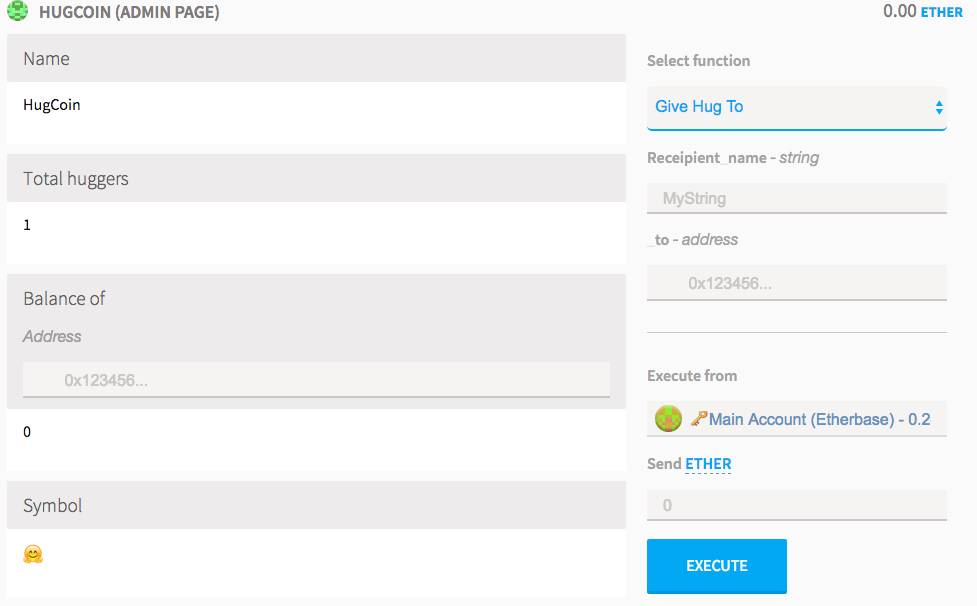 HUGCOIN (ADMIN PAGE)
0.00 ETHER
Name
HugCoin
Total huggers
1
Balance of
Address
0x123456...
0
Symbol
🤗
Select function
Give Hug To
Receipient_name - string
MyString
_to - address
0x123456...
Execute from
🔑Main Account (Etherbase) - 0.2
Send ETHER
0
EXECUTE